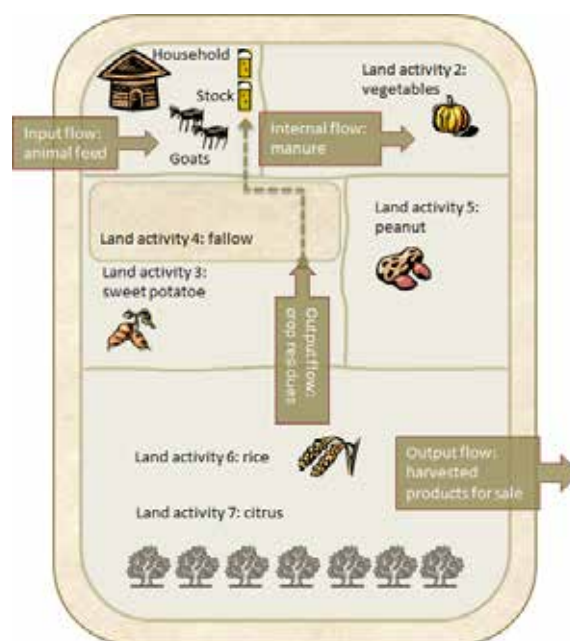 Household
Stock
Goats
Input flow:
animal feed
Internal flow:
manure
Land activity 2:
vegetables
Land activity 4: fallow
Land activity 3:
sweet potatoe
Land activity 5:
peanut
Output flow:
crop residues
Land activity 6: rice
Output flow:
harvested
products for sale
Land activity 7: citrus